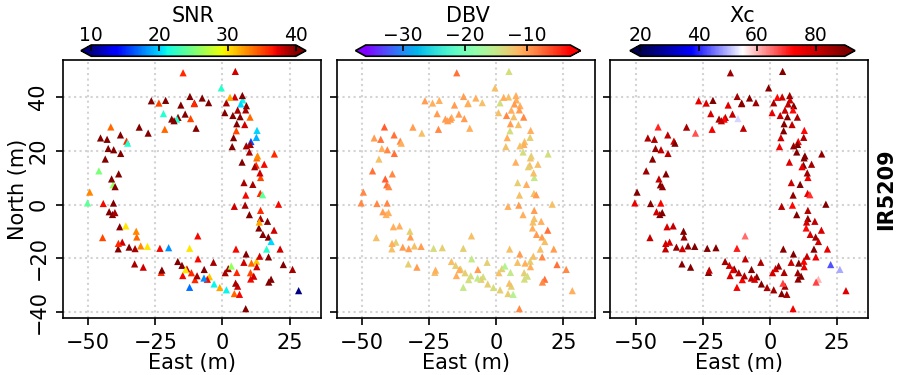 SNR DBV Xc
10 20 30 40 −30 −20 −10 20 40 60 80
40
20
0
−20
−40
North (m)
−50 −25 0 25 −50 −25 0 25 −50 −25 0 25
East (m) East (m) East (m)
IR5209